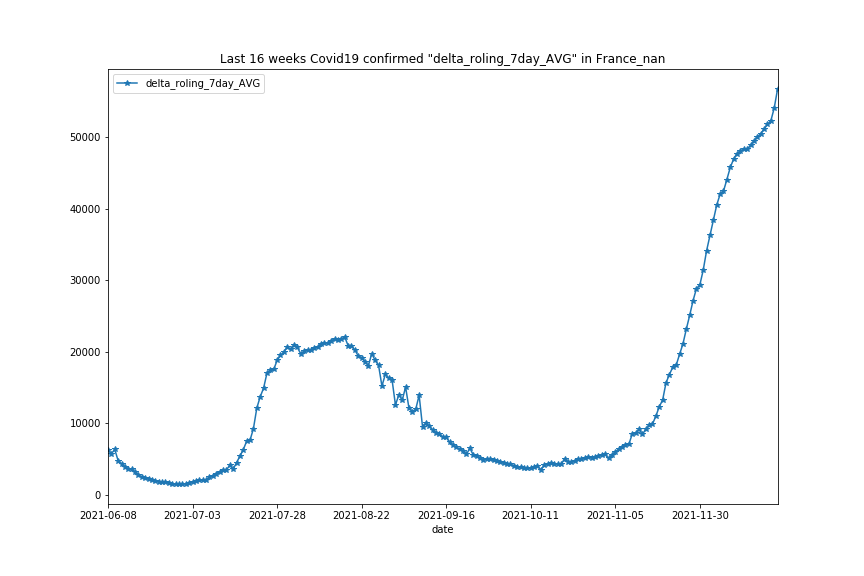 Last 16 weeks Covid19 confirmed "delta_roling_7day_AVG" in France_nan
delta_roling_7day_AVG
50000
40000
30000
20000
10000
0
2021-06-08 2021-07-03 2021-07-28 2021-08-22 2021-09-16 2021-10-11 2021-11-05 2021-11-30
date